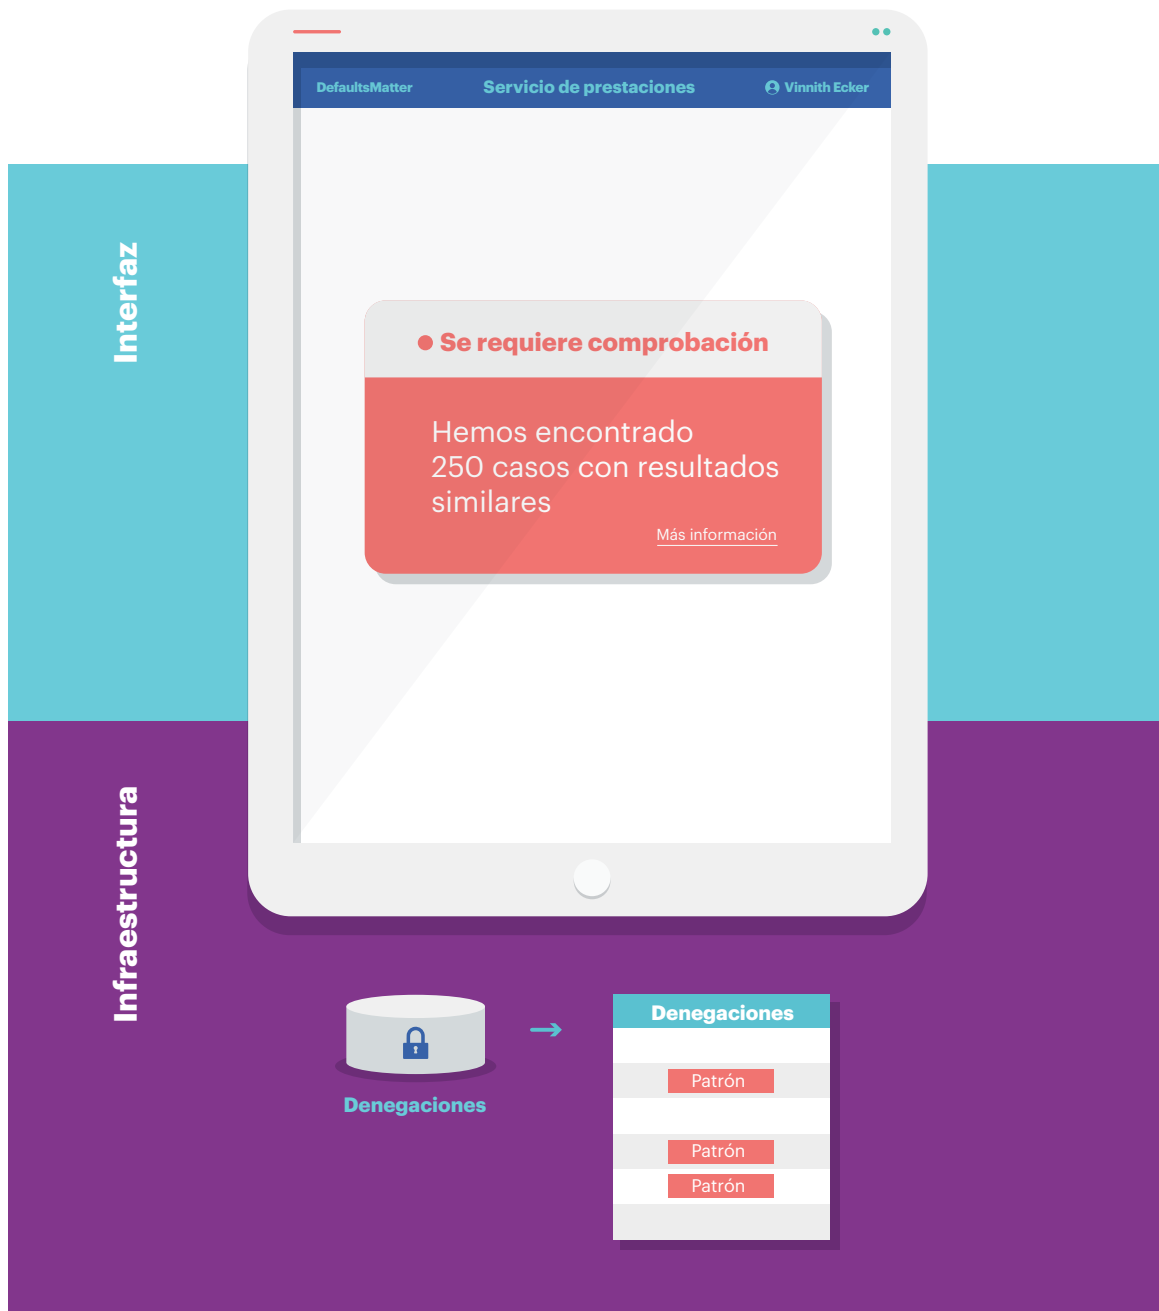 DefaultsMatter
Servicio de prestaciones
Vinnith Ecker
Interfaz
Se requiere comprobación
Hemos encontrado
250 casos con resultados
similares
Más información
Infraestructura
Denegaciones
Denegaciones
Patrón
Patrón
Patrón